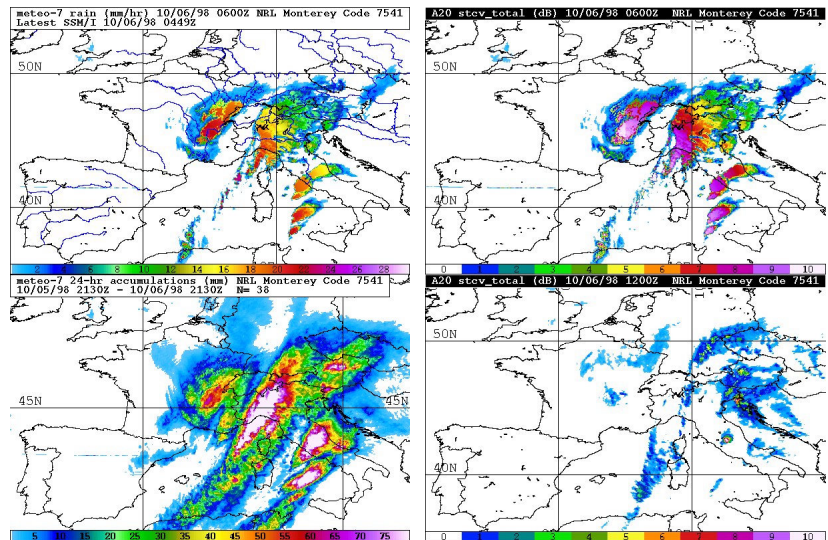 meteo-7 rain (mm/hr) 10/06/98 0600Z NRL Monterey Code 7541
Latest SSM/I 10/06/98 0449Z
50N
40N
2 4 6 8 10 12 14 16 18 20 22 24 26 28
A20 stcv_total (dB) 10/06/98 0600Z NRL Monterey Code 7541
50N
40N
0 1 2 3 4 5 6 7 8 9 10
meteo-7 24-hr accumulations (mm) NRL Monterey Code 7541
10/05/98 2130Z - 10/06/98 2130Z N= 38
45N 45N
5 10 15 20 25 30 35 40 45 50 55 60 65 70 75
A20 stcv_total (dB) 10/06/98 1200Z NRL Monterey Code 7541
50N
40N
0 1 2 3 4 5 6 7 8 9 10